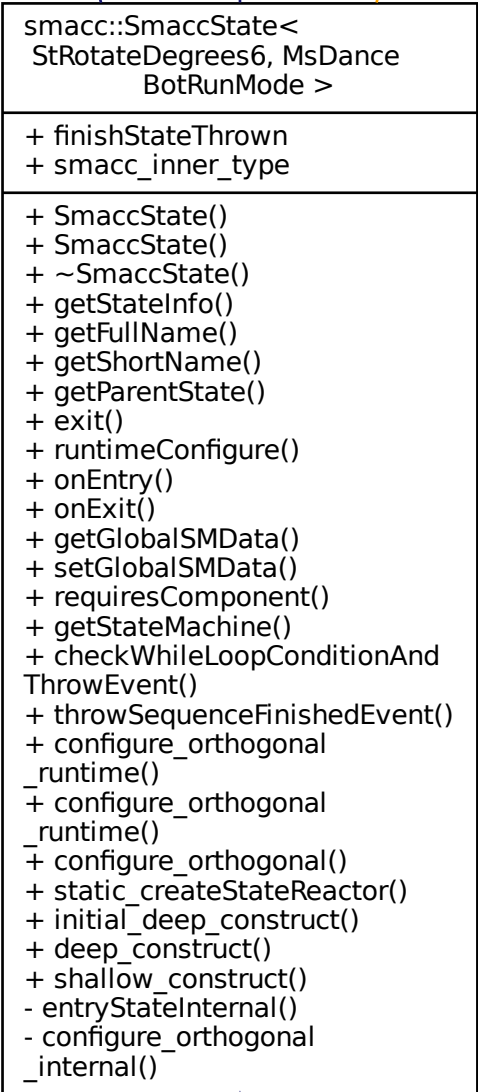 smacc::SmaccState<
StRotateDegrees6, MsDance
BotRunMode >
+ finishStateThrown
+ smacc_inner_type
+ SmaccState()
+ SmaccState()
+ ~SmaccState()
+ getStateInfo()
+ getFullName()
+ getShortName()
+ getParentState()
+ exit()
+ runtimeConfigure()
+ onEntry()
+ onExit()
+ getGlobalSMData()
+ setGlobalSMData()
+ requiresComponent()
+ getStateMachine()
+ checkWhileLoopConditionAnd
ThrowEvent()
+ throwSequenceFinishedEvent()
+ configure_orthogonal
_runtime()
+ configure_orthogonal
_runtime()
+ configure_orthogonal()
+ static_createStateReactor()
+ initial_deep_construct()
+ deep_construct()
+ shallow_construct()
- entryStateInternal()
- configure_orthogonal
_internal()